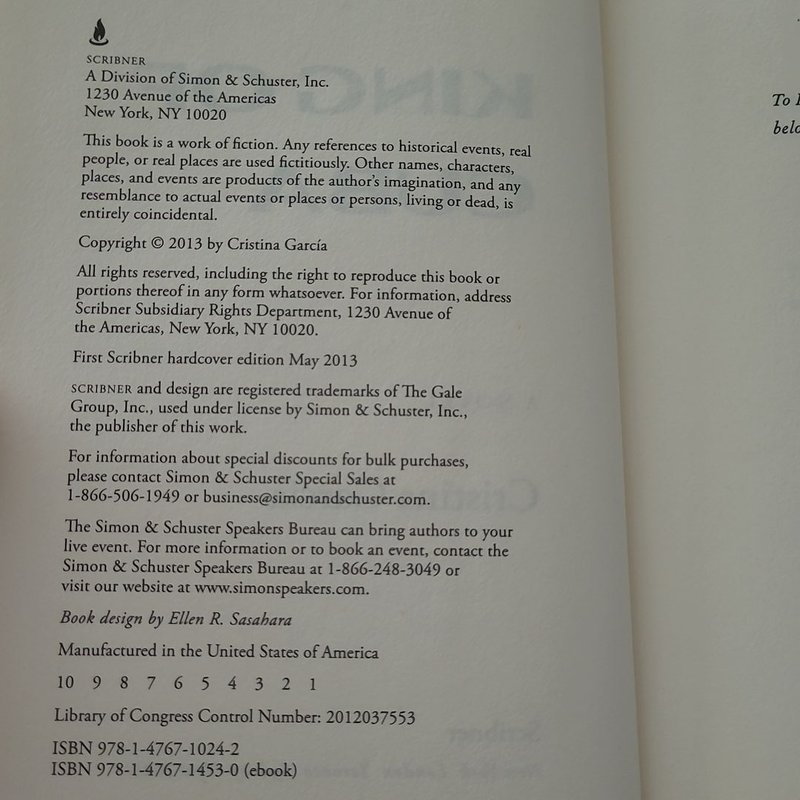 SCRIBNER
A Division of Simon & Schuster, Inc.
1230 Avenue of the Americas
New York, NY 10020
This book is a work of fiction. Any references to historical events, real
people, or real places are used fictitiously. Other names, characters,
places, and events are products of the author's imagination, and any
resemblance to actual events or places or persons, living or dead, is
entirely coincidental.
Copyright © 2013 by Cristina García
All rights reserved, including the right to reproduce this book or
portions thereof in any form whatsoever. For information, address
Scribner Subsidiary Rights Department, 1230 Avenue of
the Americas, New York, NY 10020.
First Scribner hardcover edition May 2013
SCRIBNER and design are registered trademarks of The Gale
Group, Inc., used under license by Simon & Schuster, Inc.,
the publisher of this work.
For information about special discounts for bulk purchases,
please contact Simon & Schuster Special Sales at
1-866-506-1949 or business@simonandschuster.com.
The Simon & Schuster Speakers Bureau can bring authors to your
live event. For more information or to book an event, contact the
Simon & Schuster Speakers Bureau at 1-866-248-3049 or
visit our website at www.simonspeakers.com.
Book design by Ellen R. Sasahara
Manufactured in the United States of America
10 9 8 7 6 5 4 3 2 1
Library of Congress Control Number: 2012037553
ISBN 978-1-4767-1024-2
ISBN 978-1-4767-1453-0 (ebook)
To